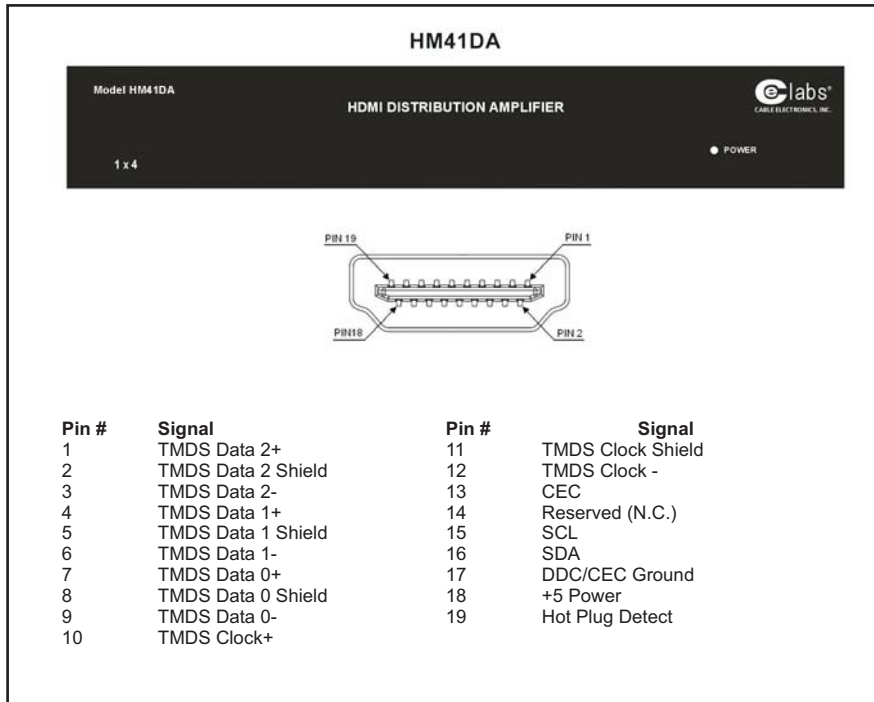 HM41DA
Model HM41DA
HDMI DISTRIBUTION AMPLIFIER
ce labs®
CABLE ELECTRONICS, INC.
POWER
1 x 4
PIN 19
PIN 1
PIN18
PIN 2
Pin # Signal
1 TMDS Data 2+
2 TMDS Data 2 Shield
3 TMDS Data 2-
4 TMDS Data 1+
5 TMDS Data 1 Shield
6 TMDS Data 1-
7 TMDS Data 0+
8 TMDS Data 0 Shield
9 TMDS Data 0-
10 TMDS Clock+
Pin # Signal
11 TMDS Clock Shield
12 TMDS Clock -
13 CEC
14 Reserved (N.C.)
15 SCL
16 SDA
17 DDC/CEC Ground
18 +5 Power
19 Hot Plug Detect